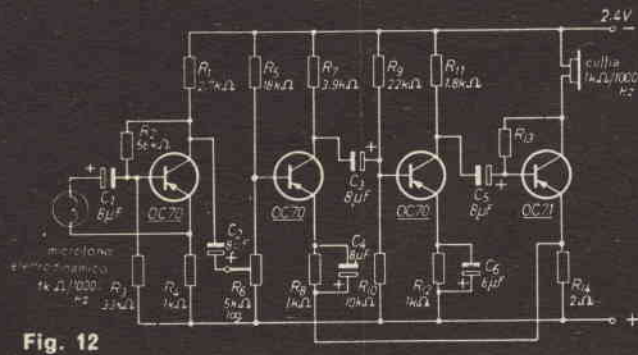 2.4V -
R1
2.7kΩ
R5
18kΩ
R7
3.9kΩ
R9
22kΩ
R11
1.8kΩ
cuffia
1kΩ/1000
Hz
R2
56kΩ
R13
+
C1
8μF
OC70
C2
8μF
+
OC70
+
C3
8μF
OC70
C5
+
8μF
OC71
microfono
elettrodinamico
1kΩ/1000-
Hz
R3
33kΩ
R4
1kΩ
R6
5kΩ
log
R8
1kΩ
C4
8μF
+
R10
10kΩ
R12
1kΩ
C6
8μF
+
R14
2Ω
+
Fig. 12